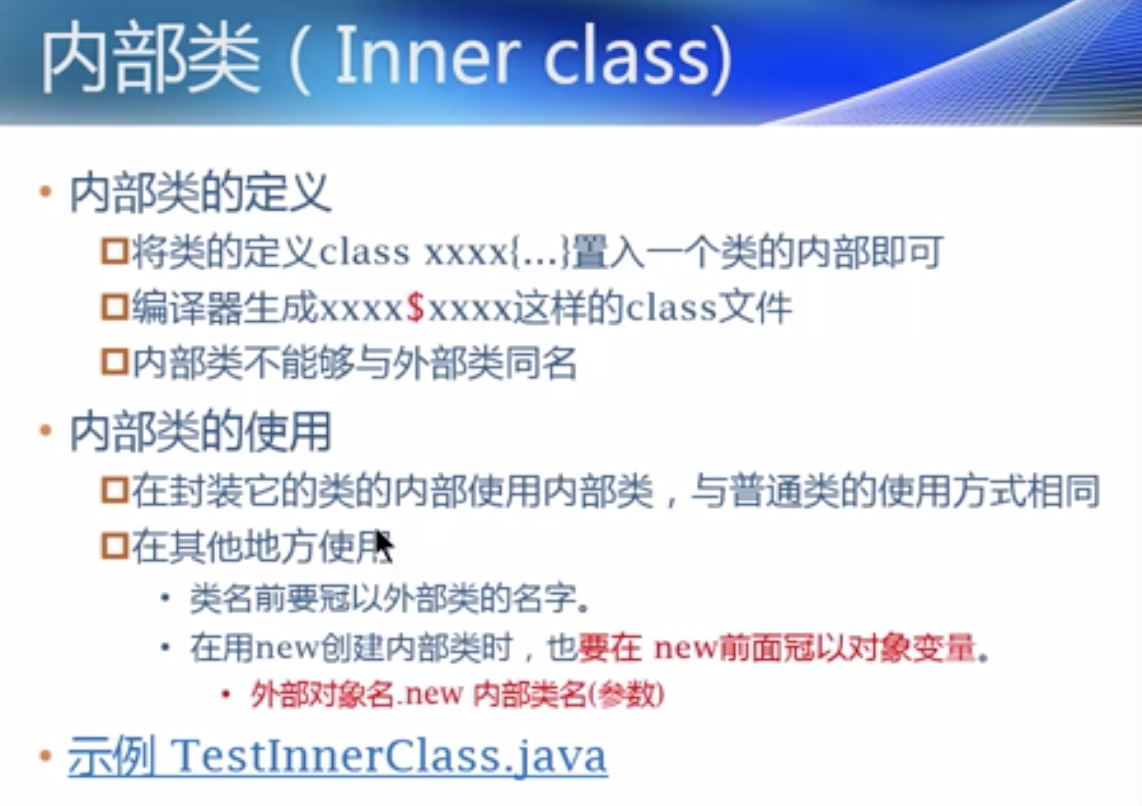 内部类（Inner class)
• 内部类的定义
将类的定义class xxxx{...}置入一个类的内部即可
编译器生成xxxx$xxxx这样的class文件
内部类不能够与外部类同名
• 内部类的使用
在封装它的类的内部使用内部类，与普通类的使用方式相同
在其他地方使用
• 类名前要冠以外部类的名字。
• 在用new创建内部类时，也要在 new前面冠以对象变量。
• 外部对象名.new 内部类名(参数)
• 示例 TestInnerClass.java